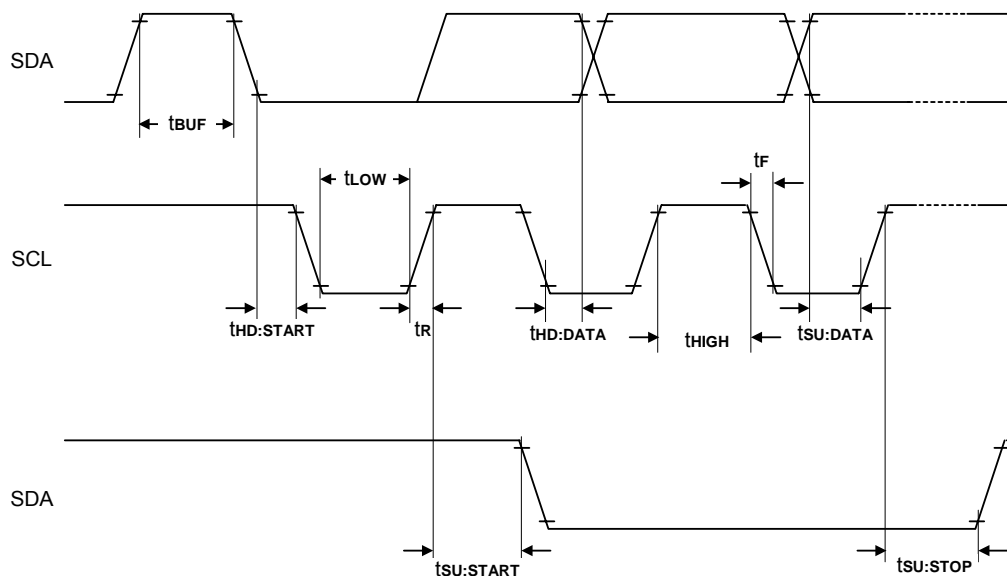 SDA
tBUF
tLOW
tF
SCL
tHD:START
tR
tHD:DATA
tHIGH
tSU:DATA
SDA
tSU:START
tSU:STOP